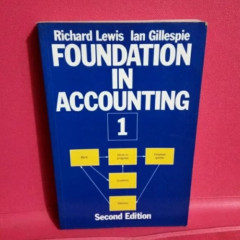 Richard Lewis Ian Gillespie
FOUNDATION
IN
ACCOUNTING
1
Second Edition